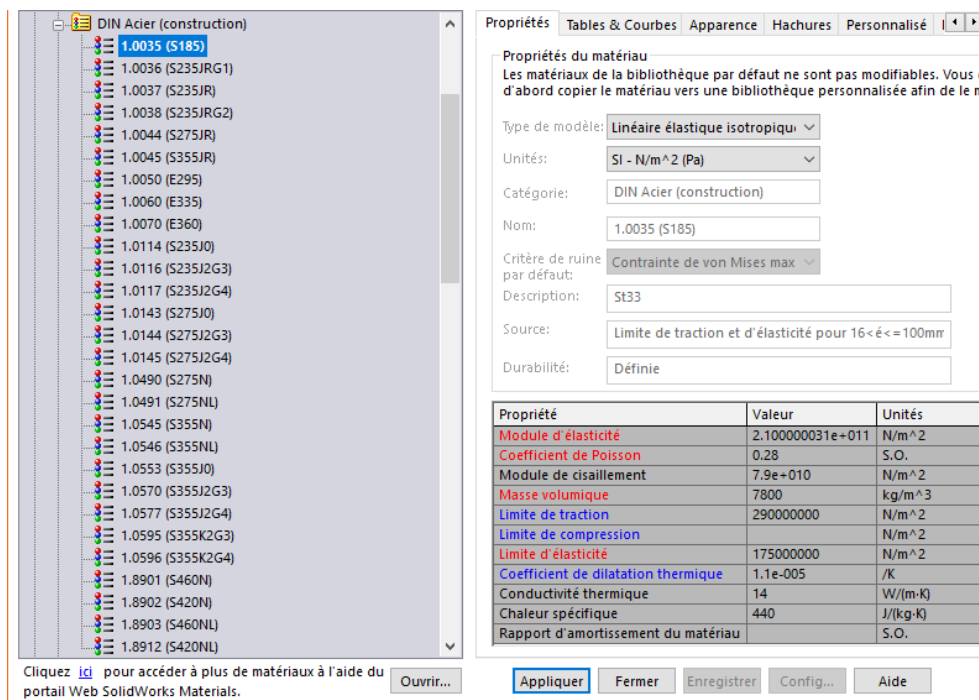 DIN Acier (construction)
1.0035 (S185)
1.0036 (S235JRG1)
1.0037 (S235JR)
1.0038 (S235JRG2)
1.0044 (S275JR)
1.0045 (S355JR)
1.0050 (E295)
1.0060 (E335)
1.0070 (E360)
1.0114 (S235J0)
1.0116 (S235J2G3)
1.0117 (S235J2G4)
1.0143 (S275J0)
1.0144 (S275J2G3)
1.0145 (S275J2G4)
1.0490 (S275N)
1.0491 (S275NL)
1.0545 (S355N)
1.0546 (S355NL)
1.0553 (S355J0)
1.0570 (S355J2G3)
1.0577 (S355J2G4)
1.0595 (S355K2G3)
1.0596 (S355K2G4)
1.8901 (S460N)
1.8902 (S420N)
1.8903 (S460NL)
1.8912 (S420NL)
Cliquez ici pour accéder à plus de matériaux à l'aide du
portail Web SolidWorks Materials.
Ouvrir...
Propriétés Tables & Courbes Apparence Hachures Personnalisé
Propriétés du matériau
Les matériaux de la bibliothèque par défaut ne sont pas modifiables. Vous
d'abord copier le matériau vers une bibliothèque personnalisée afin de le
Type de modèle: Linéaire élastique isotropiqu
Unités: SI - N/m^2 (Pa)
Catégorie: DIN Acier (construction)
Nom: 1.0035 (S185)
Critère de ruine
par défaut: Contrainte de von Mises max
Description: St33
Source: Limite de traction et d'élasticité pour 16<é<=100mm
Durabilité: Définie
Propriété Valeur Unités
Module d'élasticité 2.100000031e+011 N/m^2
Coefficient de Poisson 0.28 S.O.
Module de cisaillement 7.9e+010 N/m^2
Masse volumique 7800 kg/m^3
Limite de traction 290000000 N/m^2
Limite de compression N/m^2
Limite d'élasticité 175000000 N/m^2
Coefficient de dilatation thermique 1.1e-005 /K
Conductivité thermique 14 W/(m·K)
Chaleur spécifique 440 J/(kg·K)
Rapport d'amortissement du matériau S.O.
Appliquer Fermer Enregistrer Config... Aide